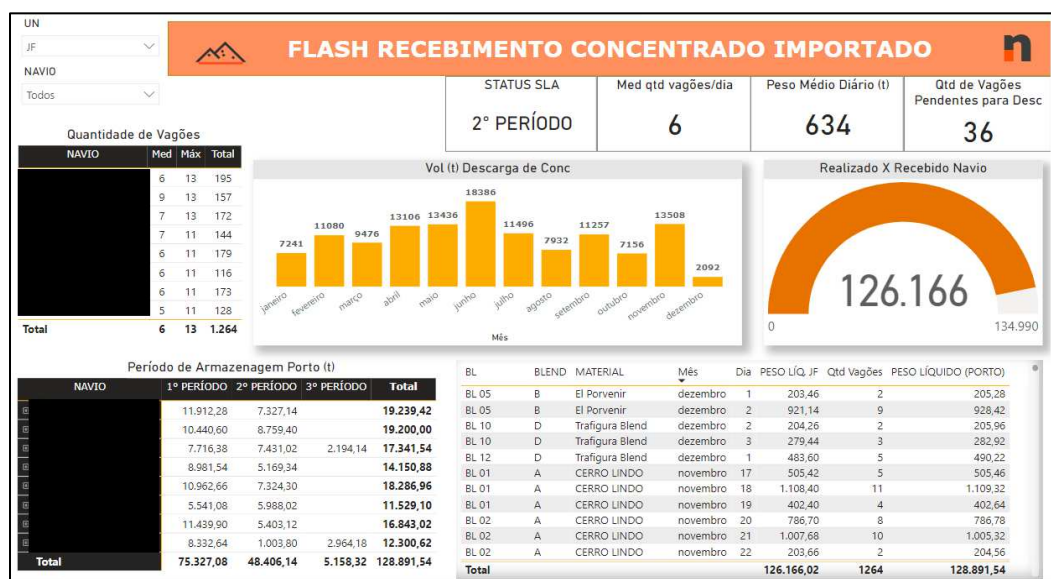 UN
JF
NAVIO
Todos
FLASH RECEBIMENTO CONCENTRADO IMPORTADO
n
STATUS SLA
2° PERÍODO
Med qtd vagões/dia
6
Peso Médio Diário (t)
634
Qtd de Vagões
Pendentes para Desc
36
Quantidade de Vagões
NAVIO Med Máx Total
6 13 195
9 13 157
7 13 172
7 11 144
6 11 179
6 11 116
6 11 173
5 11 128
Total 6 13 1.264
Vol (t) Descarga de Conc
7241 11080 9476 13106 13436 18386 11496 7932 11257 7156 13508 2092
janeiro fevereiro março abril maio junho julho agosto setembro outubro novembro dezembro
Mês
Realizado X Recebido Navio
126.166
0 134.990
Período de Armazenagem Porto (t)
NAVIO 1º PERÍODO 2º PERÍODO 3º PERÍODO Total
11.912,28 7.327,14 19.239,42
10.440,60 8.759,40 19.200,00
7.716,38 7.431,02 2.194,14 17.341,54
8.981,54 5.169,34 14.150,88
10.962,66 7.324,30 18.286,96
5.541,08 5.988,02 11.529,10
11.439,90 5.403,12 16.843,02
8.332,64 1.003,80 2.964,18 12.300,62
Total 75.327,08 48.406,14 5.158,32 128.891,54
BL BLEND MATERIAL Mês Dia PESO LÍQ. JF Qtd Vagões PESO LÍQUIDO (PORTO)
BL 05 B El Porvenir dezembro 1 203,46 2 205,28
BL 05 B El Porvenir dezembro 2 921,14 9 928,42
BL 10 D Trafigura Blend dezembro 2 204,26 2 205,96
BL 10 D Trafigura Blend dezembro 3 279,44 3 282,92
BL 12 D Trafigura Blend dezembro 1 483,60 5 490,22
BL 01 A CERRO LINDO novembro 17 505,42 5 505,46
BL 01 A CERRO LINDO novembro 18 1.108,40 11 1.109,32
BL 01 A CERRO LINDO novembro 19 402,40 4 402,64
BL 02 A CERRO LINDO novembro 20 786,70 8 786,78
BL 02 A CERRO LINDO novembro 21 1.007,68 10 1.005,32
BL 02 A CERRO LINDO novembro 22 203,66 2 204,56
Total 126.166,02 1264 128.891,54